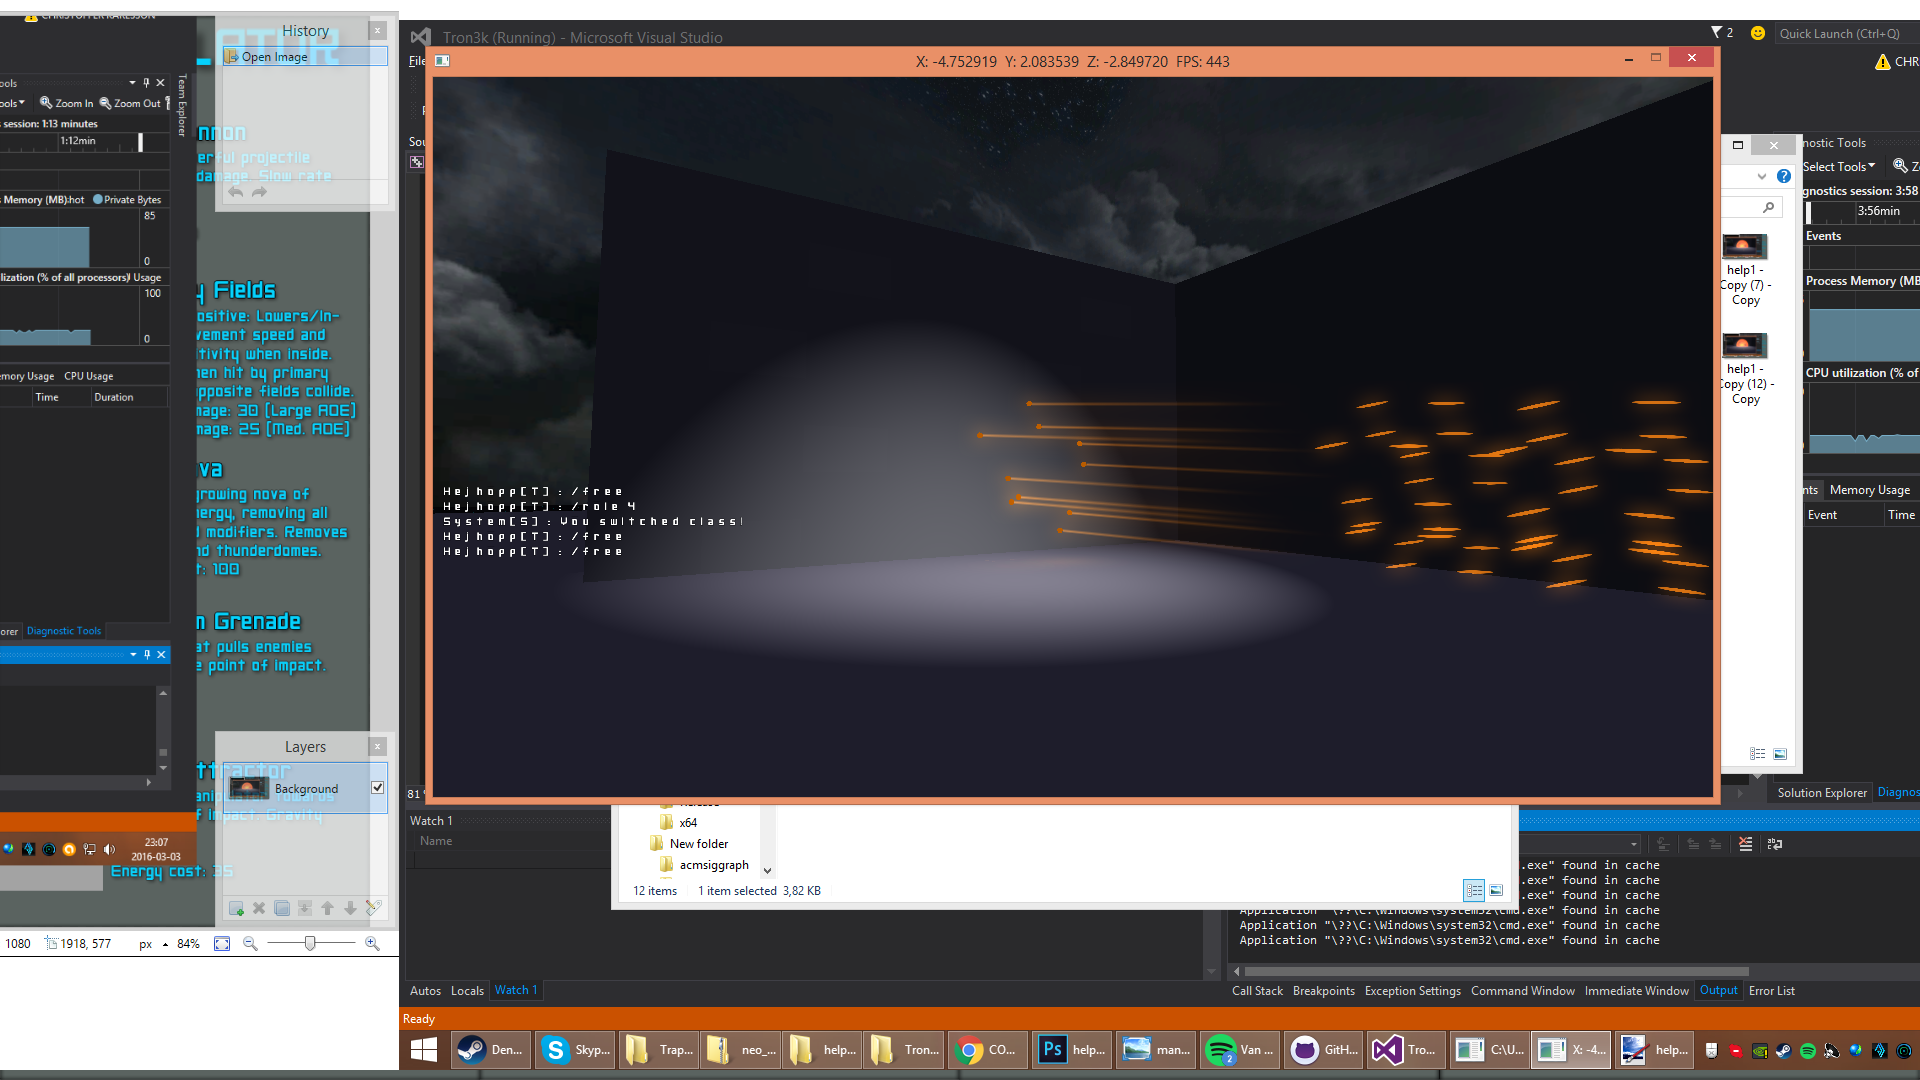 CHRISTOFFER KARLSSON
History
Open Image
Tron3k (Running) - Microsoft Visual Studio
2
Quick Launch (Ctrl+Q)
X: -4.752919 Y: 2.083539 Z: -2.849720 FPS: 443
File
CHR
ools
ools
Zoom In
Zoom Out
Team Explorer
session: 1:13 minutes
1:12min
nnon
erful projectile
damage. Slow rate
s Memory (MB)
hot
Private Bytes
85
0
lization (% of all processors)
Usage
100
0
emory Usage
CPU Usage
Time
Duration
y Fields
ositive: Lowers/In-
vement speed and
tivity when inside.
hen hit by primary
pposite fields collide.
mage: 30 [Large AOE]
mage: 25 [Med. AOE]
va
growing nova of
nergy, removing all
d modifiers. Removes
nd thunderdomes.
t: 100
n Grenade
at pulls enemies
e point of impact.
orer
Diagnostic Tools
Layers
Background
ttractor
f impact. Gravity
23:07
2016-03-03
Energy cost: 35
1080
1918, 577
px
84%
Sou
Hejhopp[T] : /free
Hejhopp[T] : /role 4
System[S] : You switched class!
Hejhopp[T] : /free
Hejhopp[T] : /free
nostic Tools
Select Tools
Zo
gnostics session: 3:58
3:56min
Events
help1 -
Copy (7) -
Copy
Process Memory (MB
help1 -
Copy (12) -
Copy
CPU utilization (% of
nts
Memory Usage
Event
Time
81
Solution Explorer
Diagnos
Watch 1
Name
x64
New folder
acmsiggraph
12 items
1 item selected 3,82 KB
.exe" found in cache
d.exe" found in cache
d.exe" found in cache
Application "\??\C:\Windows\system32\cmd.exe" found in cache
Application "\??\C:\Windows\system32\cmd.exe" found in cache
Application "\??\C:\Windows\system32\cmd.exe" found in cache
Autos
Locals
Watch 1
Call Stack
Breakpoints
Exception Settings
Command Window
Immediate Window
Output
Error List
Ready
Den...
Skyp...
Trap...
neo_...
help...
Tron...
CO...
Ps
help...
man...
2
Van ...
GitH...
Tro...
C:\U...
X: -4...
help...